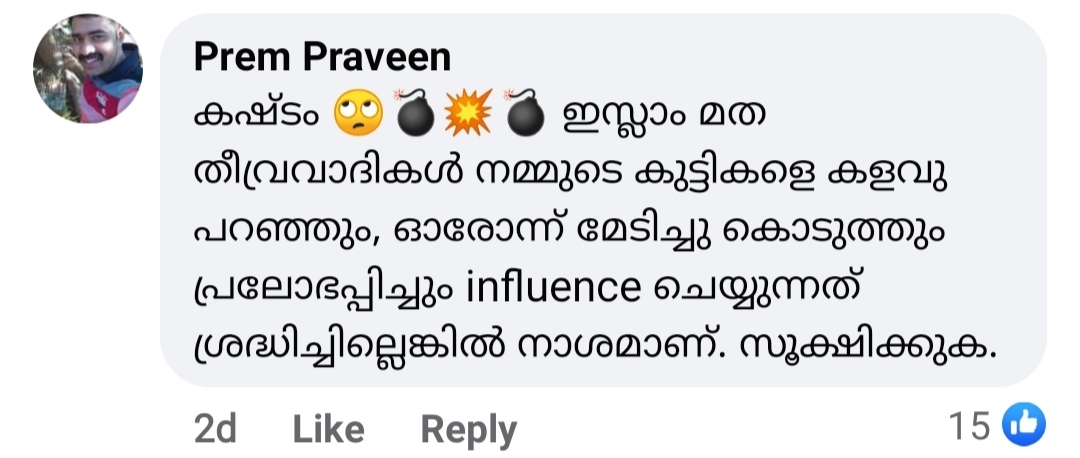 Prem Praveen
കഷ്ടം 🙄💣💥💣 ഇസ്ലാം മത
തീവ്രവാദികൾ നമ്മുടെ കുട്ടികളെ കളവു
പറഞ്ഞും, ഓരോന്ന് മേടിച്ചു കൊടുത്തും
പ്രലോഭപ്പിച്ചും influence ചെയ്യുന്നത്
ശ്രദ്ധിച്ചില്ലെങ്കിൽ നാശമാണ്. സൂക്ഷിക്കുക.
2d Like Reply 15